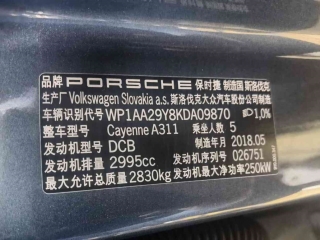 品牌 PORSCHE 保时捷 制造国 斯洛伐克
生产厂 Volkswagen Slovakia a.s. 斯洛伐克大众汽车股份公司
车辆识别代号 WP1AA29Y8KDA09870 1,0%
整车型号 Cayenne A311 乘坐人数 5
发动机型号 DCB 制造年月 2018.05
发动机排量 2995cc 发动机序列号 026751
最大允许总质量 2830kg 发动机最大净功率 250kW